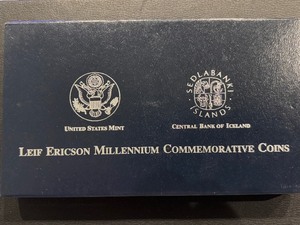 SEÐLABANKI
ÍSLANDS
UNITED STATES MINT
CENTRAL BANK OF ICELAND
LEIF ERICSON MILLENNIUM COMMEMORATIVE COINS